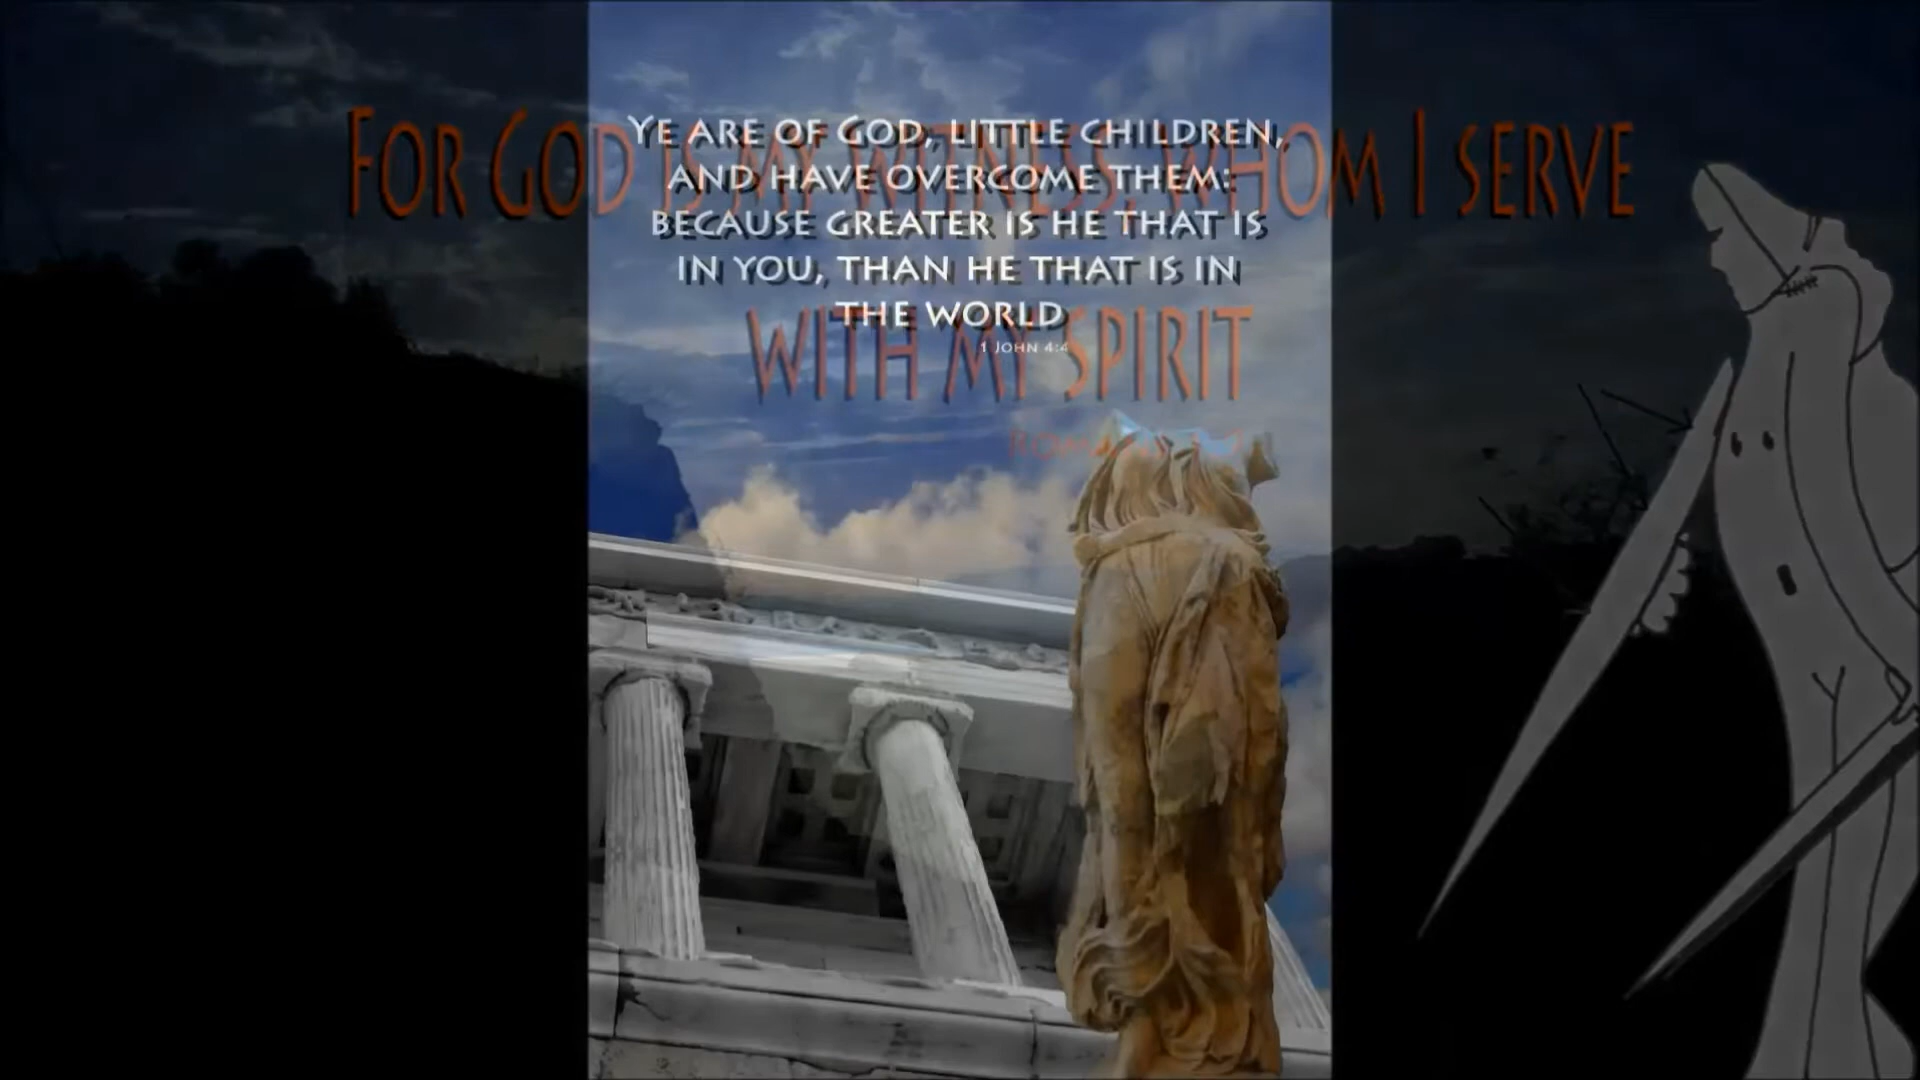 YE ARE OF GOD, LITTLE CHILDREN,
AND HAVE OVERCOME THEM:
BECAUSE GREATER IS HE THAT IS
IN YOU, THAN HE THAT IS IN
THE WORLD
1 JOHN 4:4
FOR GOD IS MY WITNESS, WHOM I SERVE
WITH MY SPIRIT